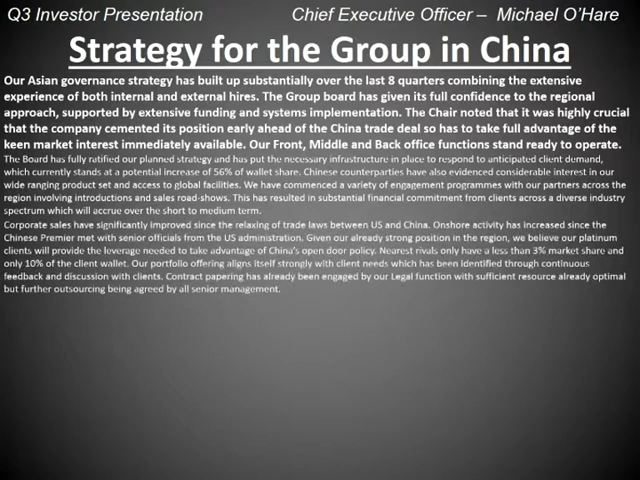 Q3 Investor Presentation Chief Executive Officer – Michael O'Hare
Strategy for the Group in China
Our Asian governance strategy has built up substantially over the last 8 quarters combining the extensive
experience of both internal and external hires. The Group board has given its full confidence to the regional
approach, supported by extensive funding and systems implementation. The Chair noted that it was highly crucial
that the company cemented its position early ahead of the China trade deal so has to take full advantage of the
keen market interest immediately available. Our Front, Middle and Back office functions stand ready to operate.
The Board has fully ratified our planned strategy and has put the necessary infrastructure in place to respond to anticipated client demand,
which currently stands at a potential increase of 56% of wallet share. Chinese counterparties have also evidenced considerable interest in our
wide ranging product set and access to global facilities. We have commenced a variety of engagement programmes with our partners across the
region involving introductions and sales road-shows. This has resulted in substantial financial commitment from clients across a diverse industry
spectrum which will accrue over the short to medium term.
Corporate sales have significantly improved since the relaxing of trade laws between US and China. Onshore activity has increased since the
Chinese Premier met with senior officials from the US administration. Given our already strong position in the region, we believe our platinum
clients will provide the leverage needed to take advantage of China's open door policy. Nearest rivals only have a less than 3% market share and
only 10% of the client wallet. Our portfolio offering aligns itself strongly with client needs which has been identified through continuous
feedback and discussion with clients. Contract papering has already been engaged by our Legal function with sufficient resource already optimal
but further outsourcing being agreed by all senior management.